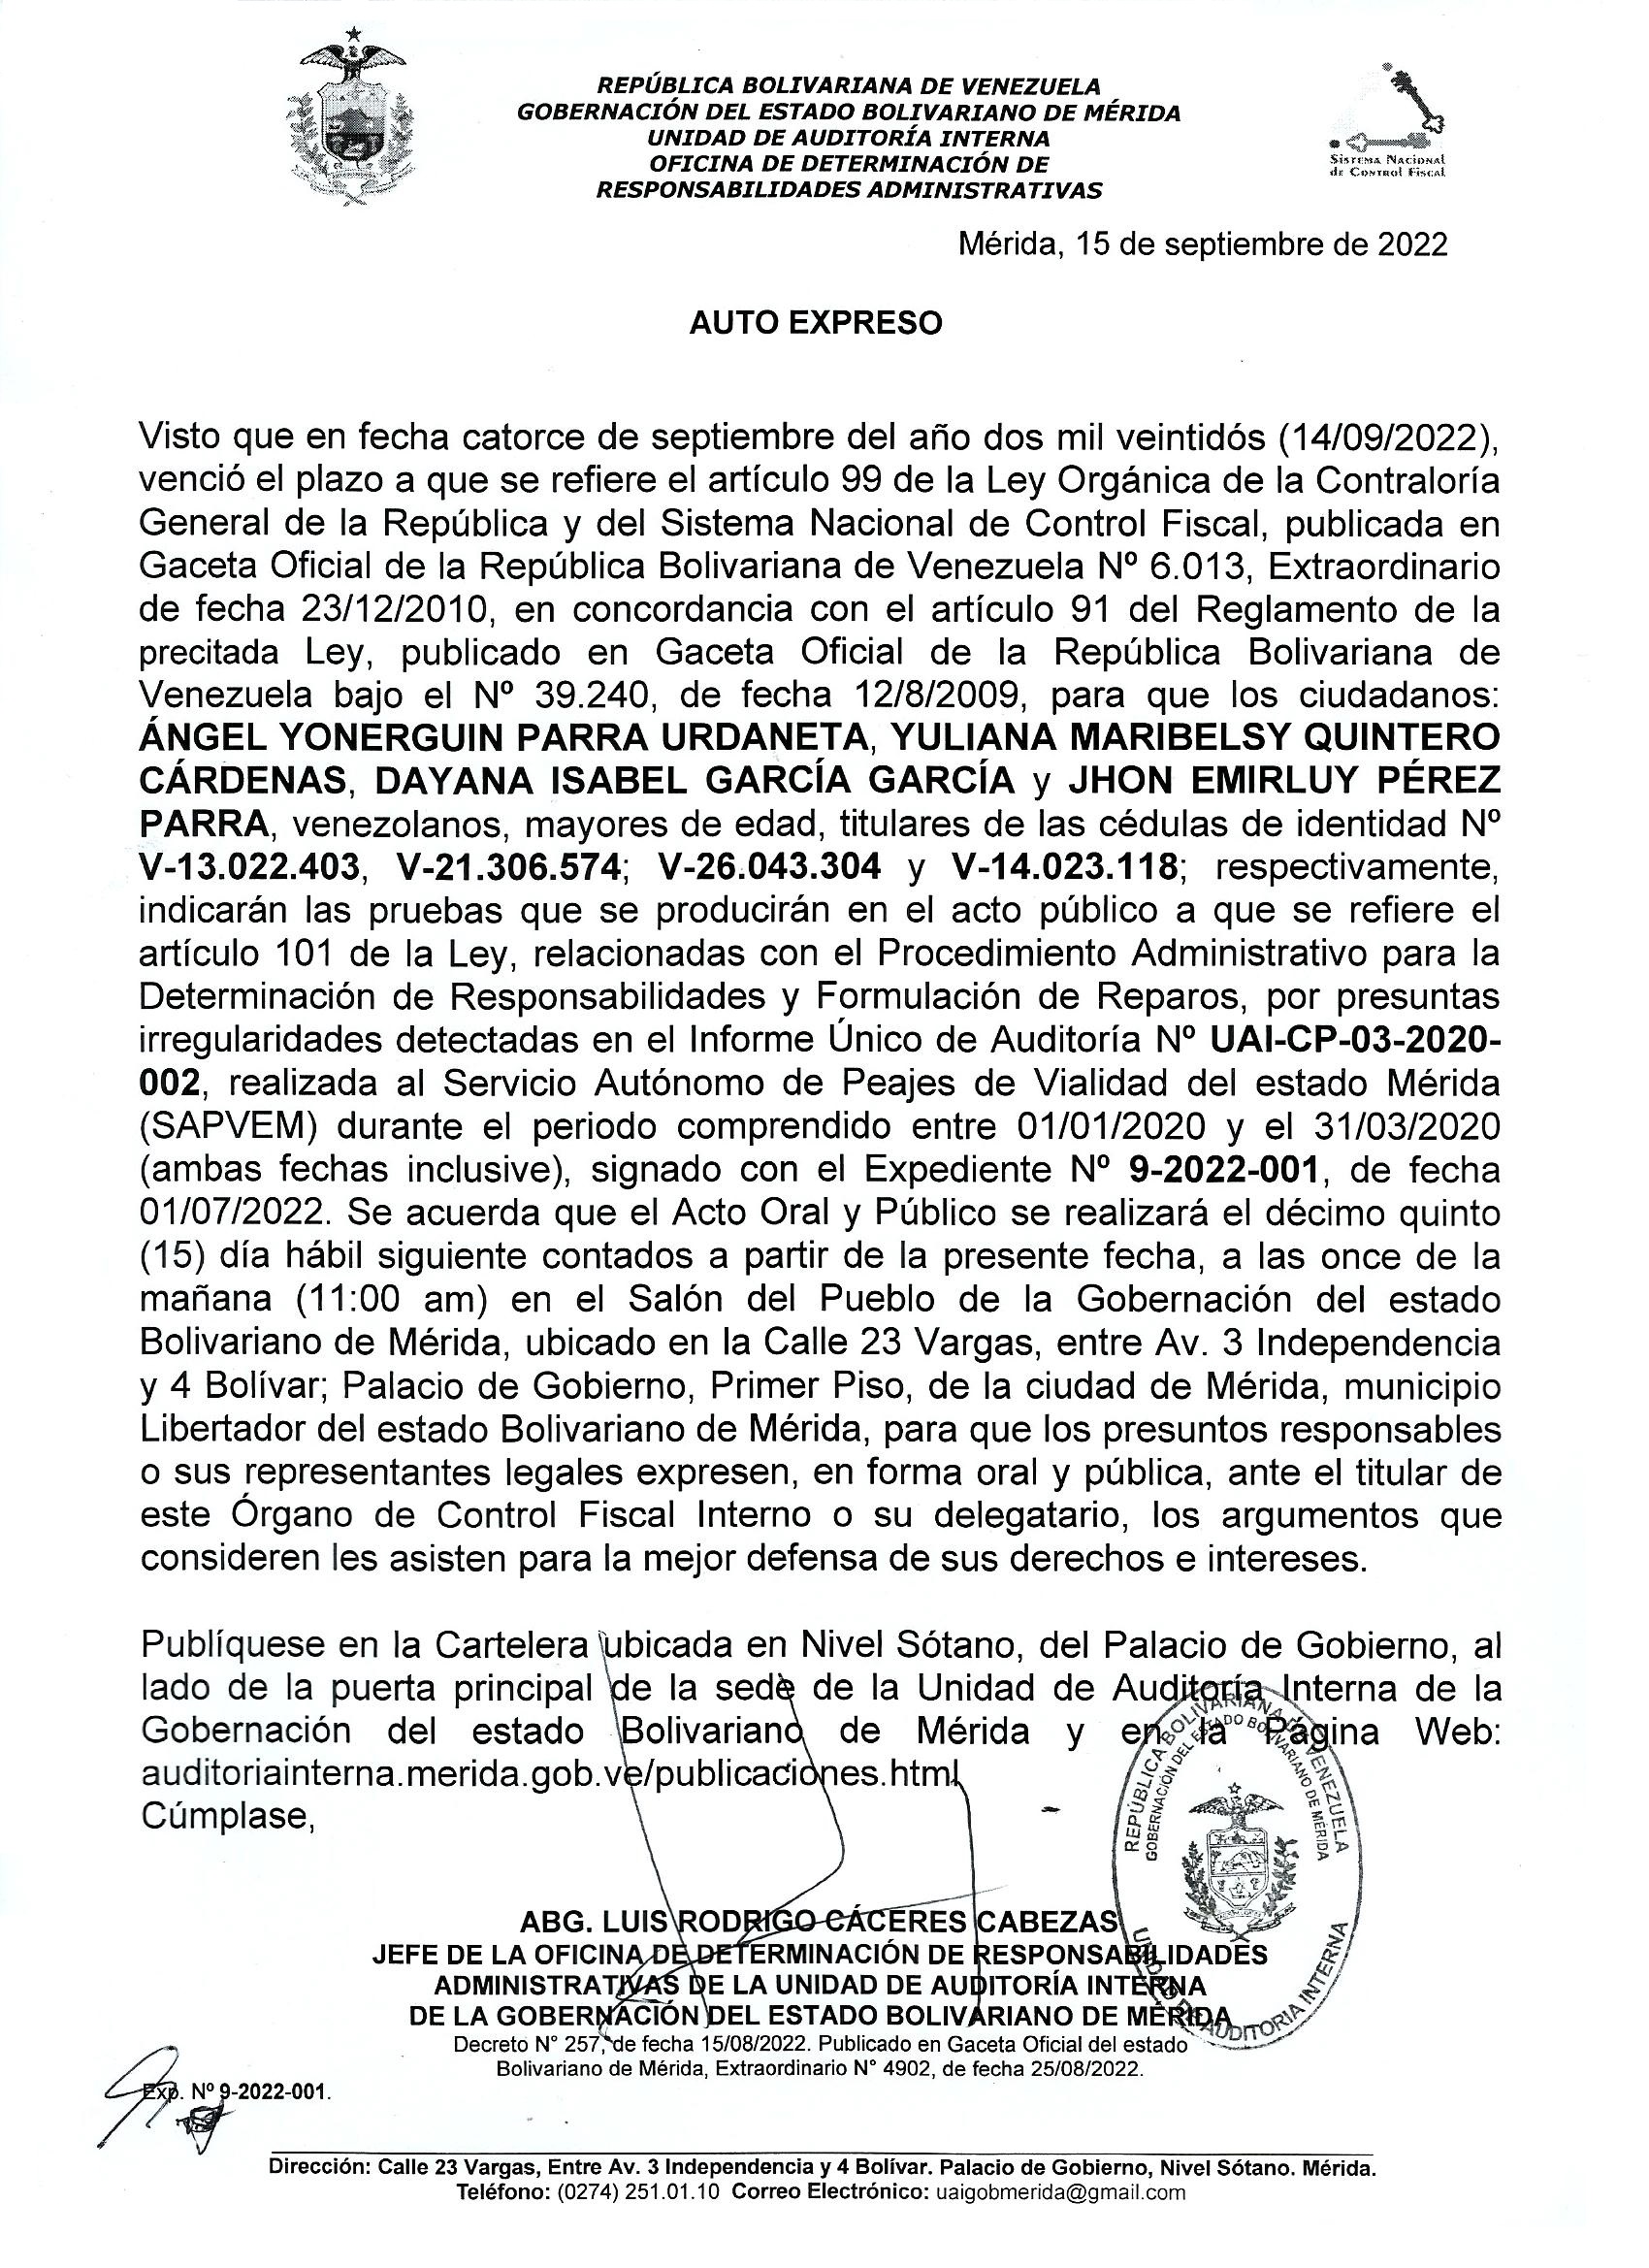 REPÚBLICA BOLIVARIANA DE VENEZUELA
GOBERNACIÓN DEL ESTADO BOLIVARIANO DE MÉRIDA
UNIDAD DE AUDITORÍA INTERNA
OFICINA DE DETERMINACIÓN DE
RESPONSABILIDADES ADMINISTRATIVAS
Sistema Nacional
de Control Fiscal
Mérida, 15 de septiembre de 2022
AUTO EXPRESO
Visto que en fecha catorce de septiembre del año dos mil veintidós (14/09/2022),
venció el plazo a que se refiere el artículo 99 de la Ley Orgánica de la Contraloría
General de la República y del Sistema Nacional de Control Fiscal, publicada en
Gaceta Oficial de la República Bolivariana de Venezuela Nº 6.013, Extraordinario
de fecha 23/12/2010, en concordancia con el artículo 91 del Reglamento de la
precitada Ley, publicado en Gaceta Oficial de la República Bolivariana de
Venezuela bajo el Nº 39.240, de fecha 12/8/2009, para que los ciudadanos:
ÁNGEL YONERGUIN PARRA URDANETA, YULIANA MARIBELSY QUINTERO
CÁRDENAS, DAYANA ISABEL GARCÍA GARCÍA y JHON EMIRLUY PÉREZ
PARRA, venezolanos, mayores de edad, titulares de las cédulas de identidad Nº
V-13.022.403, V-21.306.574; V-26.043.304 y V-14.023.118; respectivamente,
indicarán las pruebas que se producirán en el acto público a que se refiere el
artículo 101 de la Ley, relacionadas con el Procedimiento Administrativo para la
Determinación de Responsabilidades y Formulación de Reparos, por presuntas
irregularidades detectadas en el Informe Único de Auditoría Nº UAI-CP-03-2020-
002, realizada al Servicio Autónomo de Peajes de Vialidad del estado Mérida
(SAPVEM) durante el periodo comprendido entre 01/01/2020 y el 31/03/2020
(ambas fechas inclusive), signado con el Expediente Nº 9-2022-001, de fecha
01/07/2022. Se acuerda que el Acto Oral y Público se realizará el décimo quinto
(15) día hábil siguiente contados a partir de la presente fecha, a las once de la
mañana (11:00 am) en el Salón del Pueblo de la Gobernación del estado
Bolivariano de Mérida, ubicado en la Calle 23 Vargas, entre Av. 3 Independencia
y 4 Bolívar; Palacio de Gobierno, Primer Piso, de la ciudad de Mérida, municipio
Libertador del estado Bolivariano de Mérida, para que los presuntos responsables
o sus representantes legales expresen, en forma oral y pública, ante el titular de
este Órgano de Control Fiscal Interno o su delegatario, los argumentos que
consideren les asisten para la mejor defensa de sus derechos e intereses.
Publíquese en la Cartelera ubicada en Nivel Sótano, del Palacio de Gobierno, al
lado de la puerta principal de la sede de la Unidad de Auditoría Interna de la
Gobernación del estado Bolivariano de Mérida y en la Página Web:
auditoriainterna.merida.gob.ve/publicaciones.html
Cúmplase,
REPÚBLICA BOLIVARIANA DE VENEZUELA
GOBERNACIÓN DEL ESTADO BOLIVARIANO DE MÉRIDA
UNIDAD DE AUDITORIA INTERNA
ABG. LUIS RODRIGO CÁCERES CABEZAS
JEFE DE LA OFICINA DE DETERMINACIÓN DE RESPONSABILIDADES
ADMINISTRATIVAS DE LA UNIDAD DE AUDITORÍA INTERNA
DE LA GOBERNACIÓN DEL ESTADO BOLIVARIANO DE MÉRIDA
Decreto N° 257, de fecha 15/08/2022. Publicado en Gaceta Oficial del estado
Bolivariano de Mérida, Extraordinario N° 4902, de fecha 25/08/2022.
Exp. Nº 9-2022-001.
Dirección: Calle 23 Vargas, Entre Av. 3 Independencia y 4 Bolívar. Palacio de Gobierno, Nivel Sótano. Mérida.
Teléfono: (0274) 251.01.10 Correo Electrónico: uaigobmerida@gmail.com